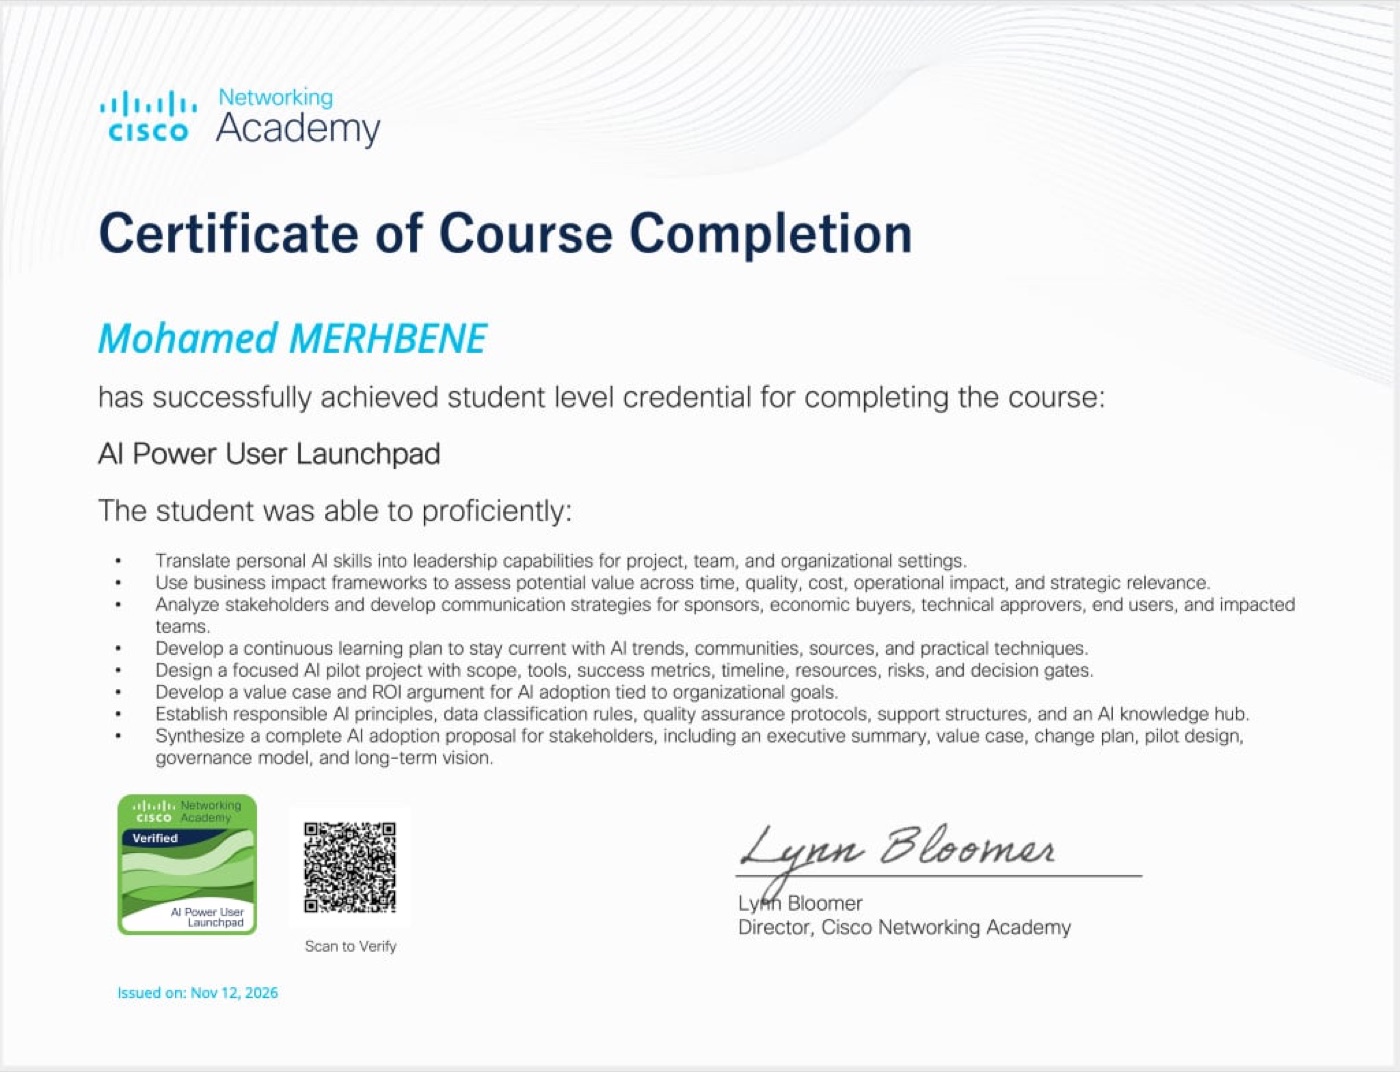 Networking
CISCO Academy
Certificate of Course Completion
Mohamed MERHBENE
has successfully achieved student level credential for completing the course:
AI Power User Launchpad
The student was able to proficiently:
• Translate personal AI skills into leadership capabilities for project, team, and organizational settings.
• Use business impact frameworks to assess potential value across time, quality, cost, operational impact, and strategic relevance.
• Analyze stakeholders and develop communication strategies for sponsors, economic buyers, technical approvers, end users, and impacted
teams.
• Develop a continuous learning plan to stay current with AI trends, communities, sources, and practical techniques.
• Design a focused AI pilot project with scope, tools, success metrics, timeline, resources, risks, and decision gates.
• Develop a value case and ROI argument for AI adoption tied to organizational goals.
• Establish responsible AI principles, data classification rules, quality assurance protocols, support structures, and an AI knowledge hub.
• Synthesize a complete AI adoption proposal for stakeholders, including an executive summary, value case, change plan, pilot design,
governance model, and long-term vision.
Networking
CISCO Academy
Verified
AI Power User
Launchpad
Scan to Verify
Lynn Bloomer
Lynn Bloomer
Director, Cisco Networking Academy
Issued on: Nov 12, 2026